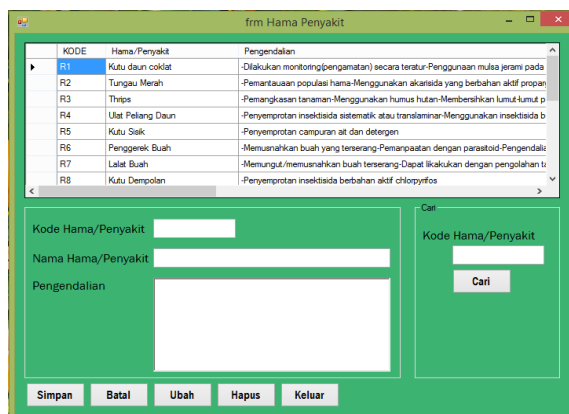 frm Hama Penyakit
KODE Hama/Penyakit Pengendalian
R1 Kutu daun coklat -Dilakukan monitoring(pengamatan) secara teratur-Penggunaan mulsa jerami pada
R2 Tungau Merah -Pemantauaan populasi hama-Menggunakan akarisida yang berbahan aktif propar
R3 Thrips -Pemangkasan tanaman-Menggunakan humus hutan-Membersihkan lumut-lumut p
R4 Ulat Peliang Daun -Penyemprotan insektisida sistematik atau translaminar-Menggunakan insektisida b
R5 Kutu Sisik -Penyemprotan campuran ait dan detergen
R6 Penggerek Buah -Memusnahkan buah yang terserang-Pemanpaatan dengan parasitoid-Pengendalia
R7 Lalat Buah -Memungut/memusnahkan buah terserang-Dapat likakukan dengan pengolahan ta
R8 Kutu Dempolan -Penyemprotan insektisida berbahan aktif chlorpyrifos
Cari
Kode Hama/Penyakit
Nama Hama/Penyakit
Pengendalian
Kode Hama/Penyakit
Cari
Simpan Batal Ubah Hapus Keluar